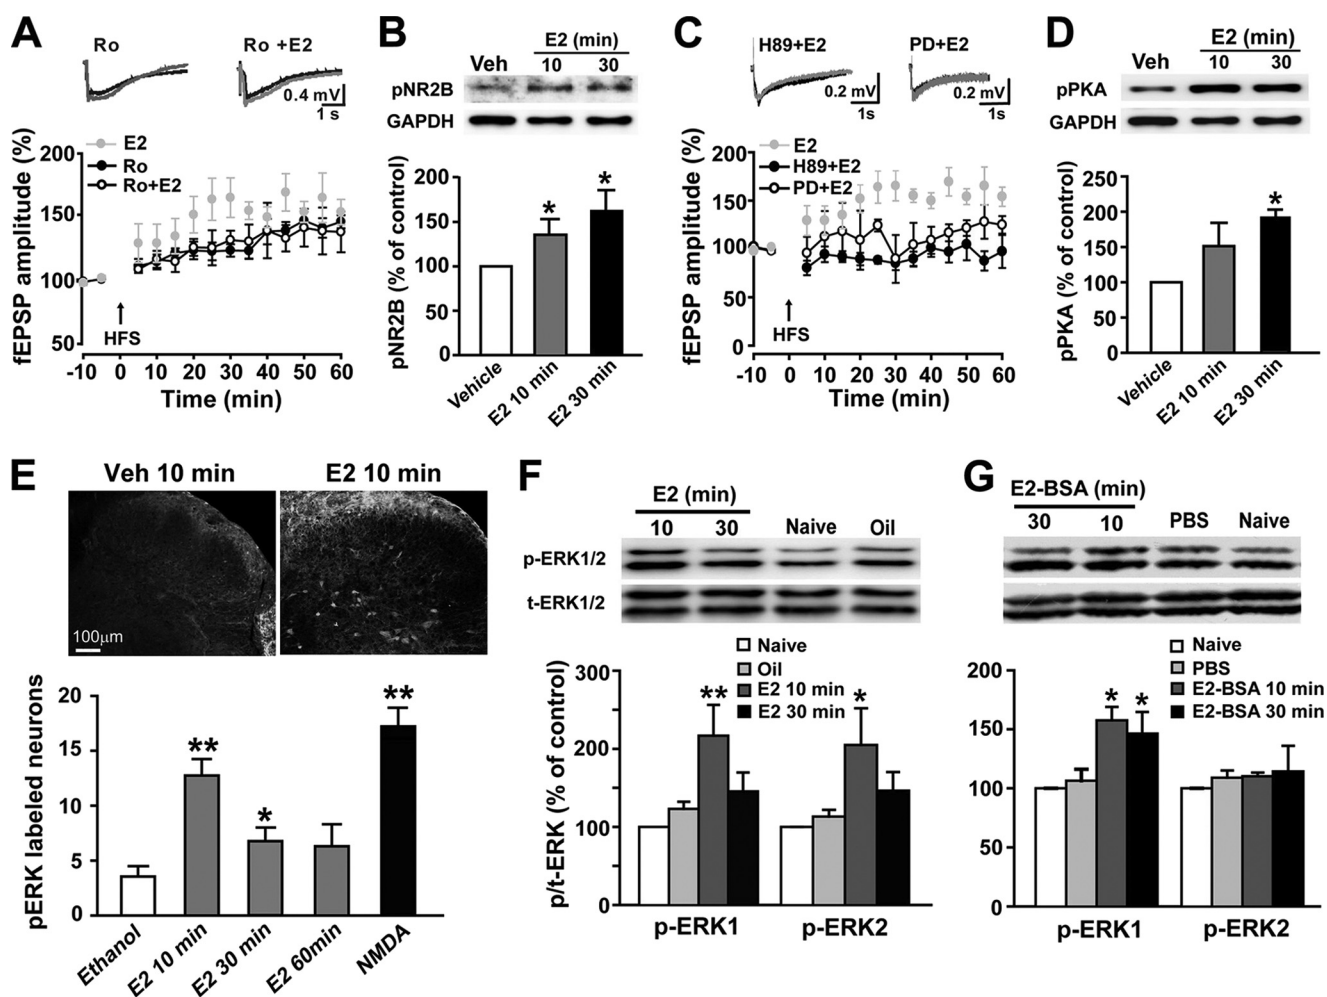 A
Ro
Ro +E2
0.4 mV
1 s
E2
Ro
Ro+E2
fEPSP amplitude (%)
200
150
100
50
HFS
-10 0 10 20 30 40 50 60
Time (min)
B
E2 (min)
Veh 10 30
pNR2B
GAPDH
pNR2B (% of control)
200
150
100
50
0
* *
Vehicle
E2 10 min
E2 30 min
C
H89+E2
PD+E2
0.2 mV
1s
0.2 mV
1s
E2
H89+E2
PD+E2
fEPSP amplitude (%)
200
150
100
50
0
HFS
-10 0 10 20 30 40 50 60
Time (min)
D
E2 (min)
Veh 10 30
pPKA
GAPDH
pPKA (% of control)
250
200
150
100
50
0
*
Vehicle
E2 10 min
E2 30 min
E
Veh 10 min
E2 10 min
100μm
pERK labeled neurons
20
15
10
5
0
** * **
Ethanol
E2 10 min
E2 30 min
E2 60min
NMDA
F
E2 (min)
10 30 Naive Oil
p-ERK1/2
t-ERK1/2
Naive
Oil
E2 10 min
E2 30 min
p/t-ERK (% of control)
300
200
100
0
** *
p-ERK1 p-ERK2
G
E2-BSA (min)
30 10 PBS Naive
Naive
PBS
E2-BSA 10 min
E2-BSA 30 min
200
150
100
50
0
* *
p-ERK1 p-ERK2